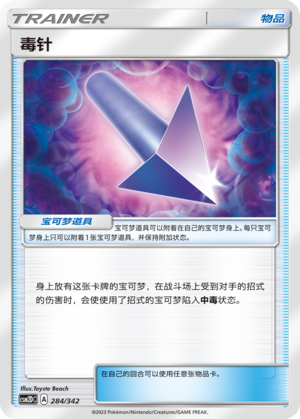 TRAINER
物品
毒针
宝可梦道具
宝可梦道具可以附着在自己的宝可梦身上。每只宝可
梦身上只可以附着1张宝可梦道具，并保持附加状态。
身上放有这张卡牌的宝可梦，在战斗场上受到对手的招式
的伤害时，会使使用了招式的宝可梦陷入中毒状态。
在自己的回合可以使用任意张物品卡。
Illus.Toyste Beach
CSM2DC A 284/342
©2023 Pokémon/Nintendo/Creatures/GAME FREAK.